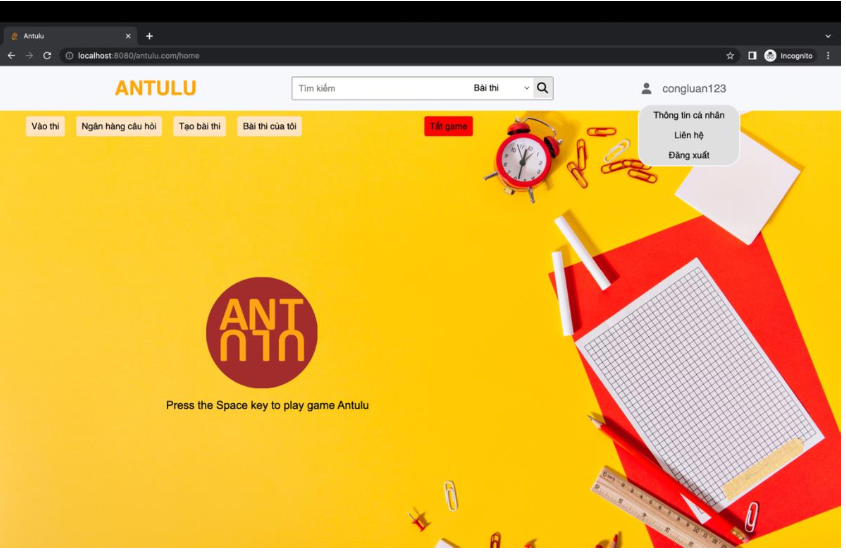 Antulu
localhost:8080/antulu.com/home
Incognito
ANTULU
Tìm kiếm
Bài thi
congluan123
Thông tin cá nhân
Liên hệ
Đăng xuất
Vào thi
Ngân hàng câu hỏi
Tạo bài thi
Bài thi của tôi
Tắt game
ANT
ULU
Press the Space key to play game Antulu